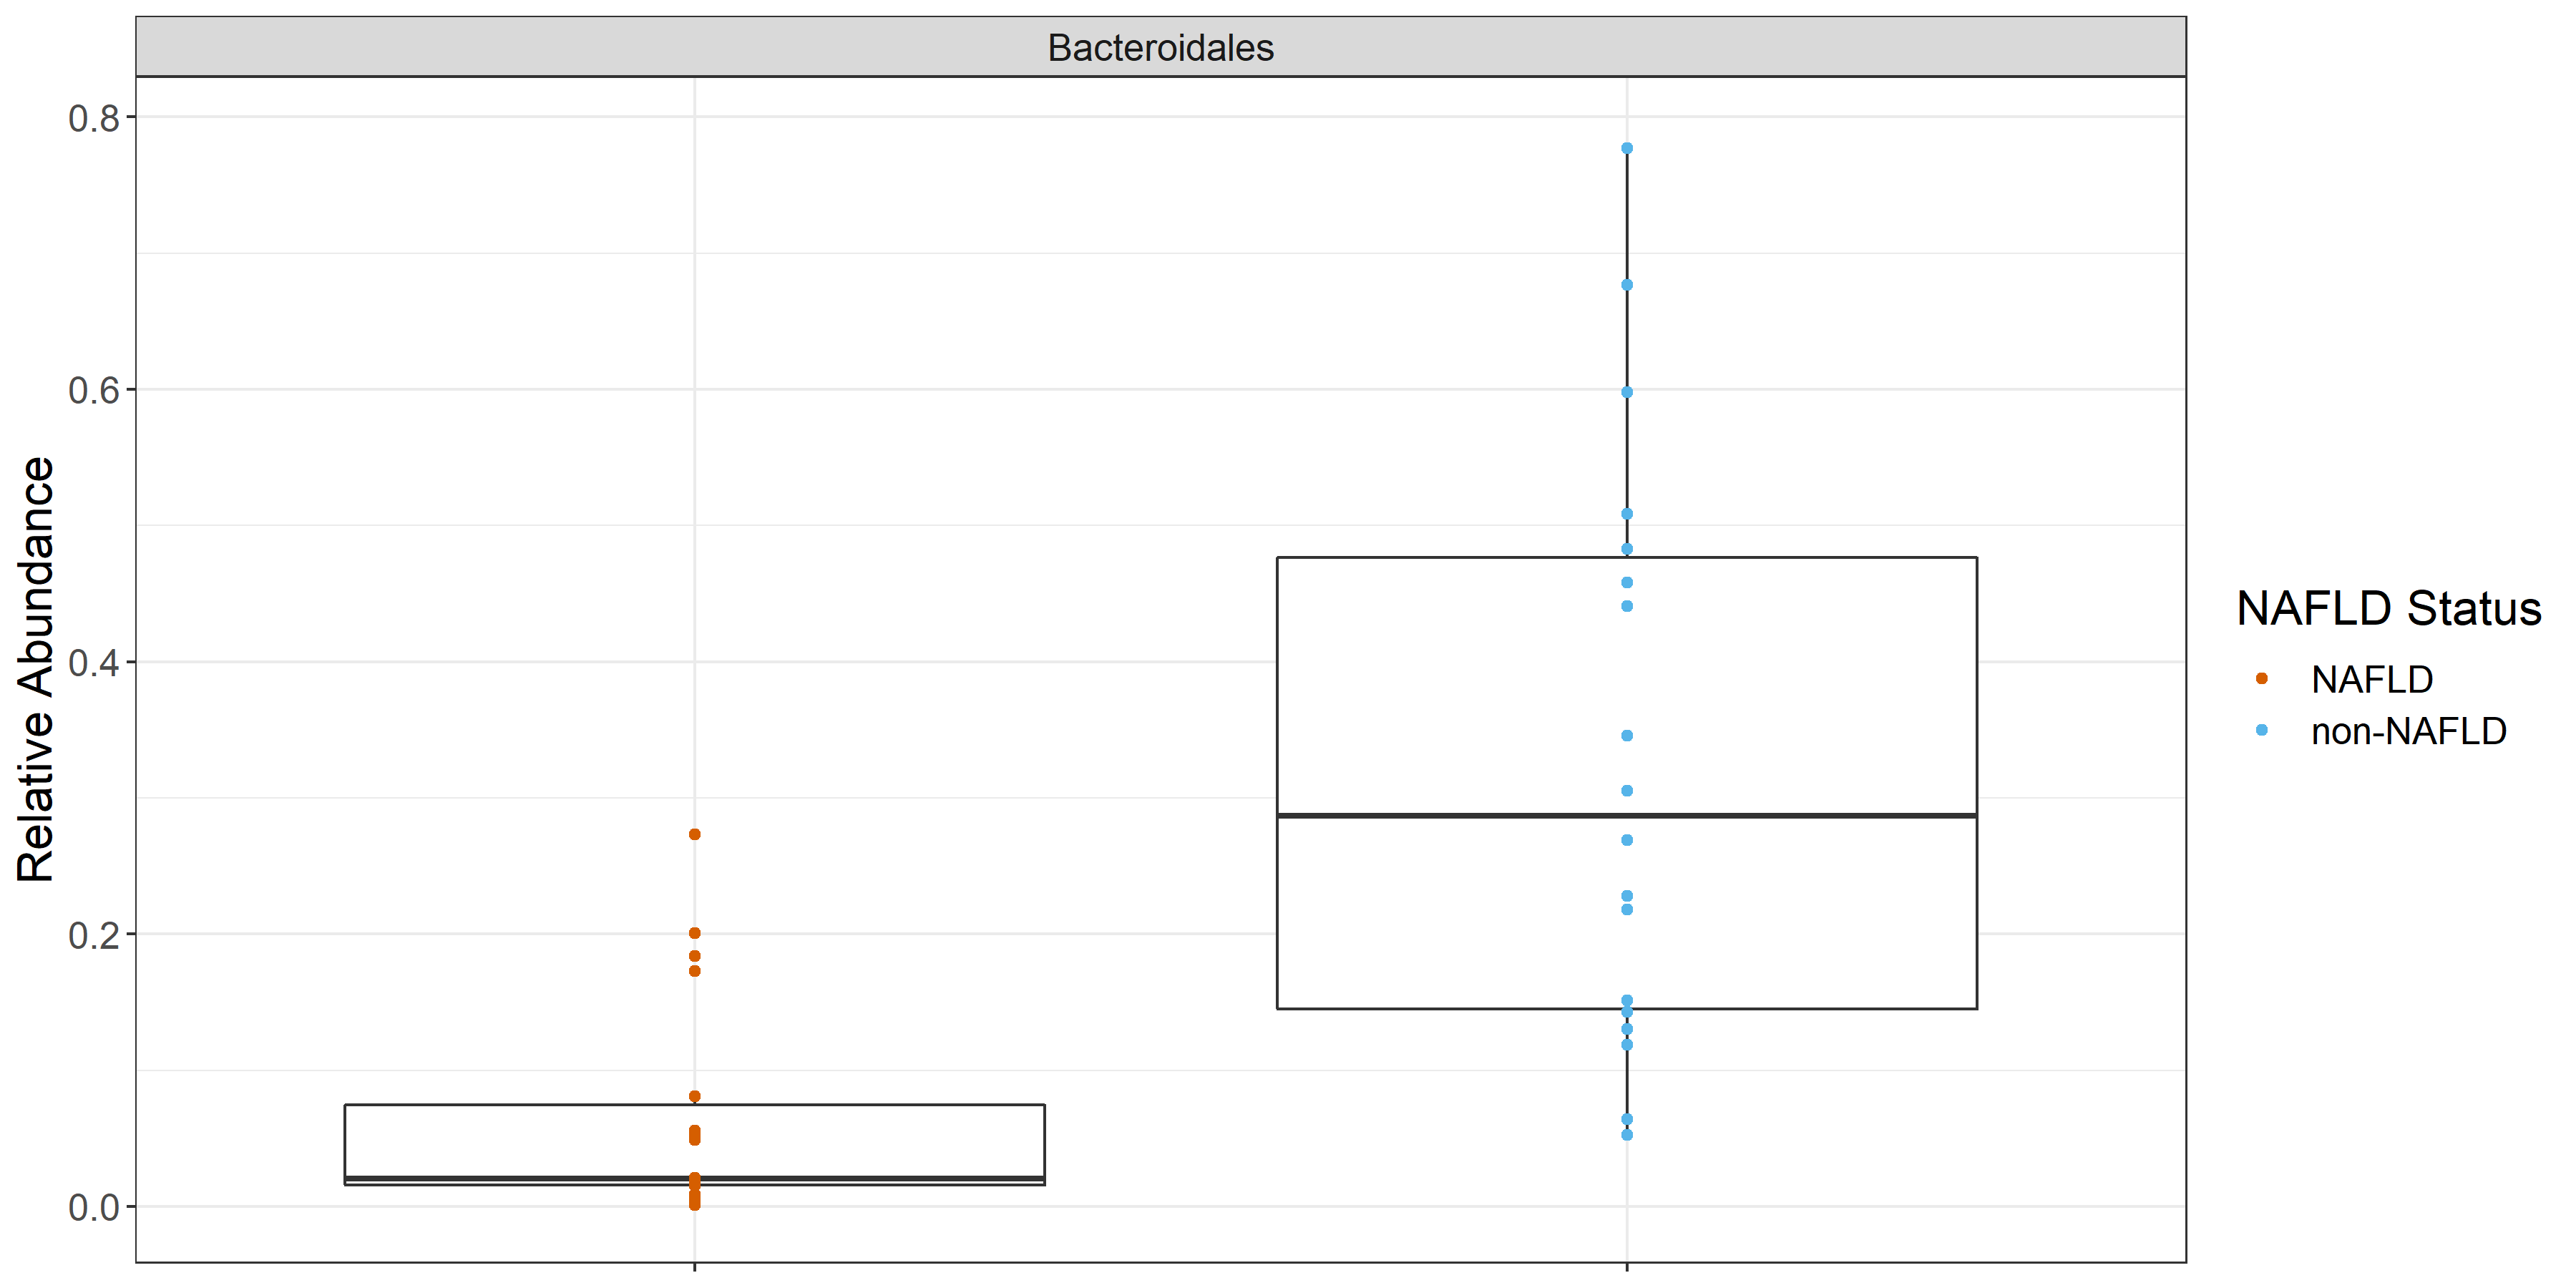 Bacteroidales
0.8
0.6
0.4
0.2
0.0
Relative Abundance
NAFLD Status
NAFLD
non-NAFLD